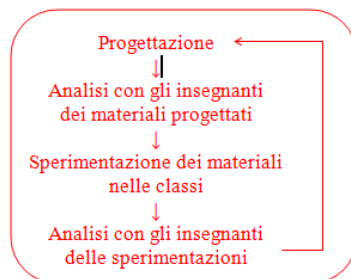 Progettazione
↓
Analisi con gli insegnanti
dei materiali progettati
↓
Sperimentazione dei materiali
nelle classi
↓
Analisi con gli insegnanti
delle sperimentazioni